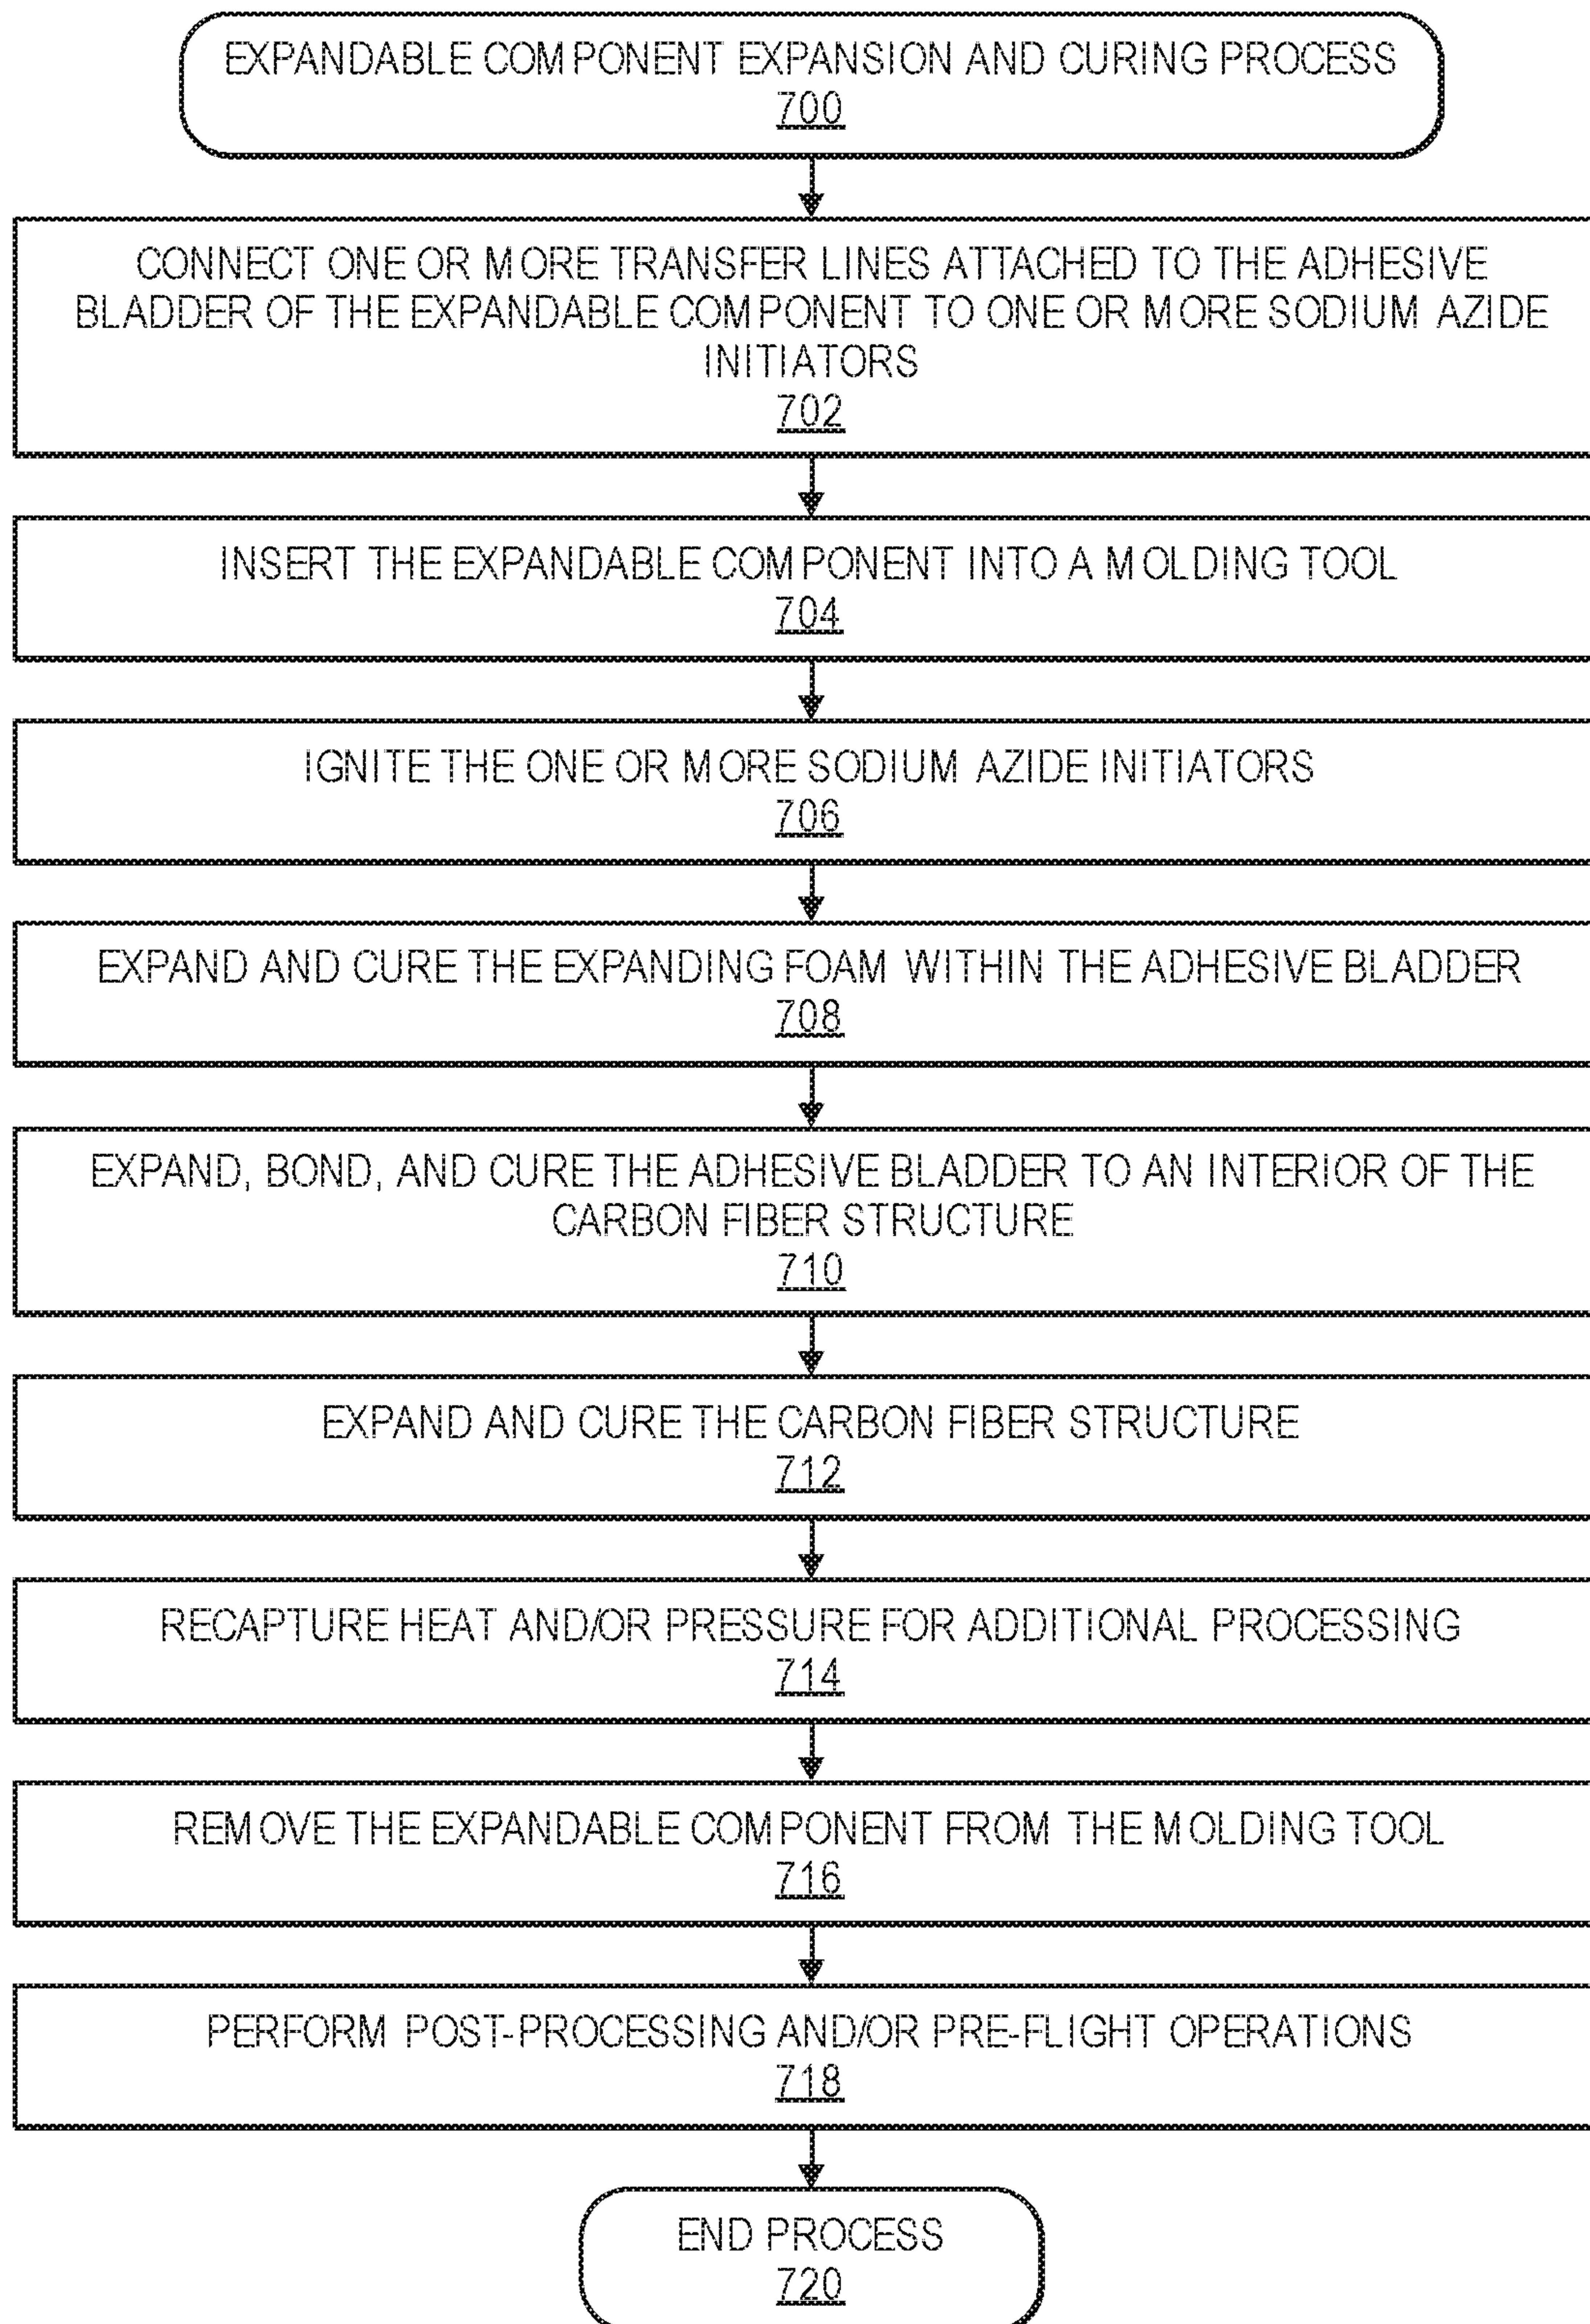 EXPANDABLE COMPONENT EXPANSION AND CURING PROCESS
700
CONNECT ONE OR MORE TRANSFER LINES ATTACHED TO THE ADHESIVE
BLADDER OF THE EXPANDABLE COMPONENT TO ONE OR MORE SODIUM AZIDE
INITIATORS
702
INSERT THE EXPANDABLE COMPONENT INTO A MOLDING TOOL
704
IGNITE THE ONE OR MORE SODIUM AZIDE INITIATORS
706
EXPAND AND CURE THE EXPANDING FOAM WITHIN THE ADHESIVE BLADDER
708
EXPAND, BOND, AND CURE THE ADHESIVE BLADDER TO AN INTERIOR OF THE
CARBON FIBER STRUCTURE
710
EXPAND AND CURE THE CARBON FIBER STRUCTURE
712
RECAPTURE HEAT AND/OR PRESSURE FOR ADDITIONAL PROCESSING
714
REMOVE THE EXPANDABLE COMPONENT FROM THE MOLDING TOOL
716
PERFORM POST-PROCESSING AND/OR PRE-FLIGHT OPERATIONS
718
END PROCESS
720